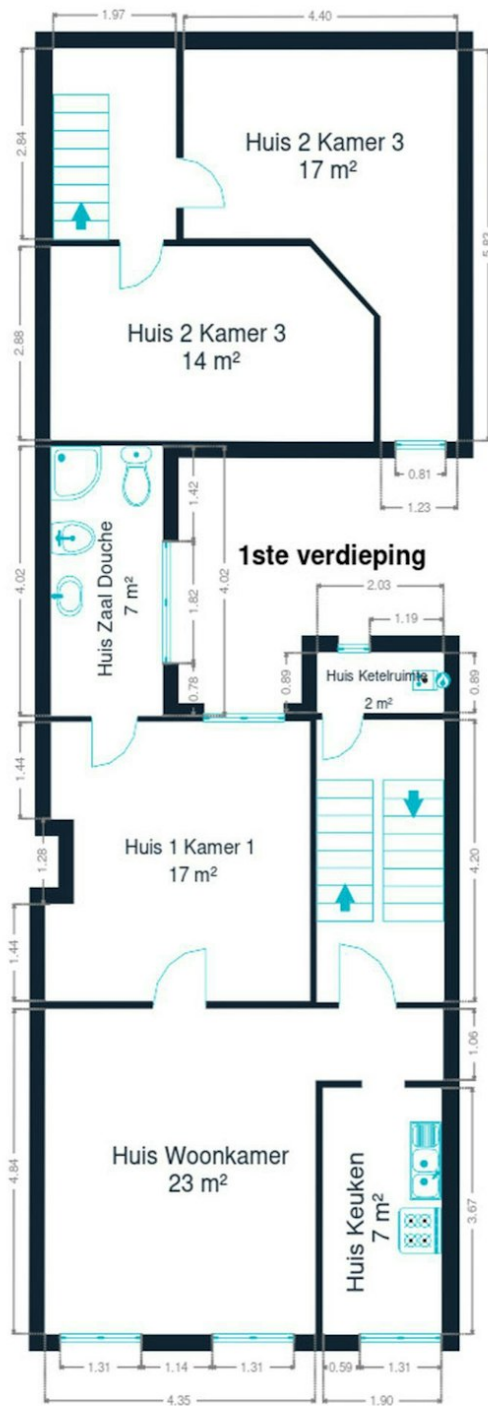 1.97
4.40
2.84
Huis 2 Kamer 3
17 m²
5.82
Huis 2 Kamer 3
14 m²
2.88
0.81
1.23
1.42
4.02
Huis Zaal Douche
7 m²
1.82
4.02
0.78
1ste verdieping
2.03
1.19
0.89
Huis Ketelruimte
2 m²
0.89
1.44
Huis 1 Kamer 1
17 m²
1.28
4.20
1.44
1.06
4.84
Huis Woonkamer
23 m²
Huis Keuken
7 m²
3.67
1.31
1.14
1.31
0.59
1.31
4.35
1.90